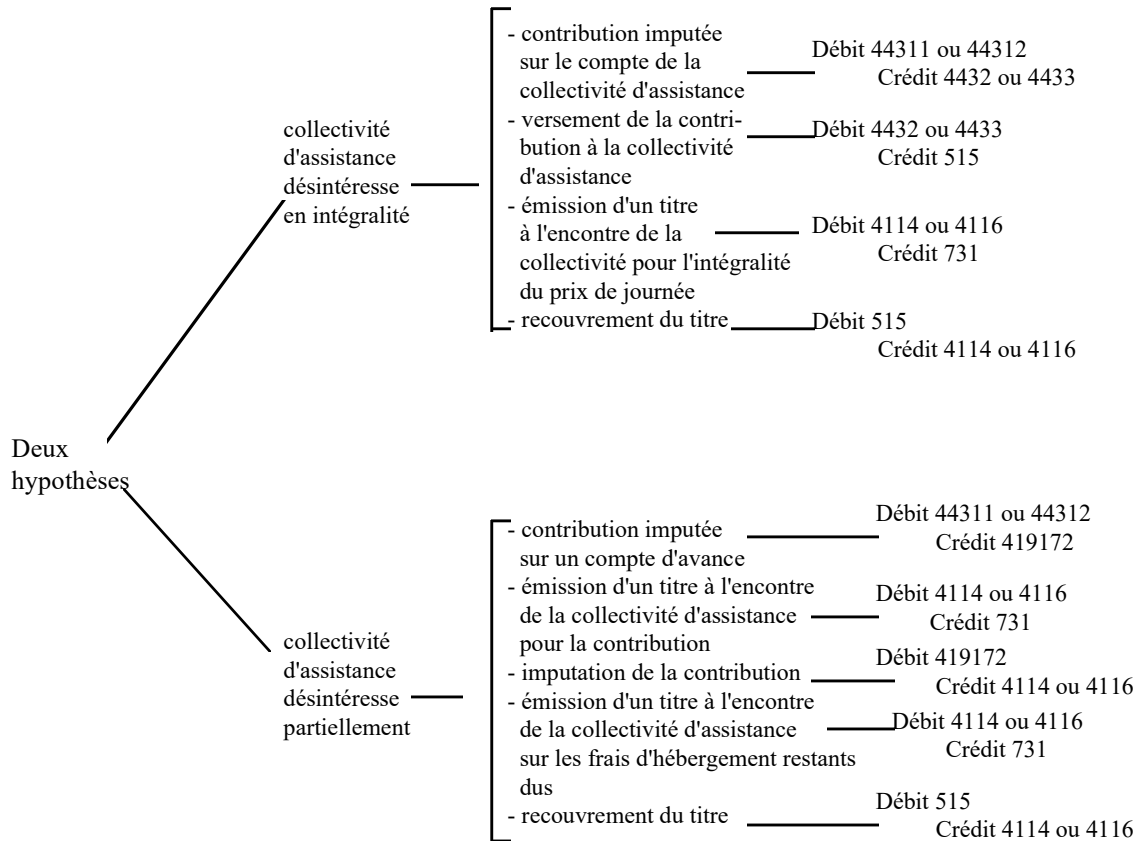 - contribution imputée
sur le compte de la
collectivité d'assistance
Débit 44311 ou 44312
Crédit 4432 ou 4433
- versement de la contri-
bution à la collectivité
d'assistance
Débit 4432 ou 4433
Crédit 515
collectivité
d'assistance
désintéresse
en intégralité
- émission d'un titre
à l'encontre de la
collectivité pour l'intégralité
du prix de journée
Débit 4114 ou 4116
Crédit 731
- recouvrement du titre
Débit 515
Crédit 4114 ou 4116
Deux
hypothèses
- contribution imputée
sur un compte d'avance
Débit 44311 ou 44312
Crédit 419172
- émission d'un titre à l'encontre
de la collectivité d'assistance
pour la contribution
Débit 4114 ou 4116
Crédit 731
collectivité
d'assistance
désintéresse
partiellement
- imputation de la contribution
Débit 419172
Crédit 4114 ou 4116
- émission d'un titre à l'encontre
de la collectivité d'assistance
sur les frais d'hébergement restants
dus
Débit 4114 ou 4116
Crédit 731
- recouvrement du titre
Débit 515
Crédit 4114 ou 4116